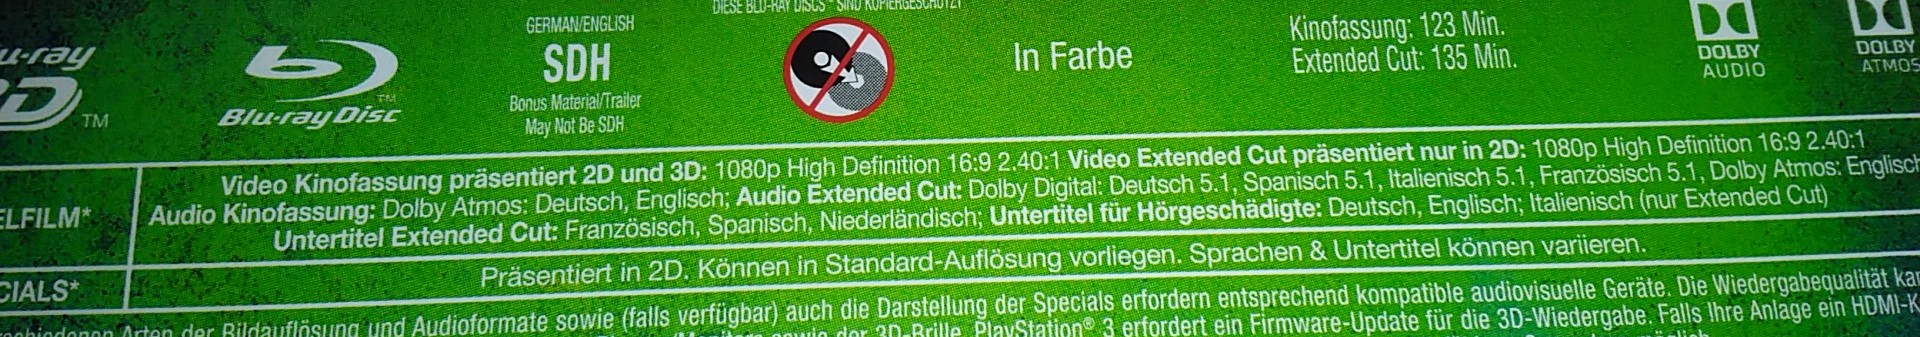 DIESE BLU-RAY DISCS™ SIND KOPIERGESCHÜTZT
GERMAN/ENGLISH
SDH
Bonus Material/Trailer
May Not Be SDH
In Farbe
Kinofassung: 123 Min.
Extended Cut: 135 Min.
DOLBY
AUDIO
DOLBY
ATMOS
u-ray
D
TM
Blu-ray Disc
TM
ELFILM*
Video Kinofassung präsentiert 2D und 3D: 1080p High Definition 16:9 2.40:1 Video Extended Cut präsentiert nur in 2D: 1080p High Definition 16:9 2.40:1
Audio Kinofassung: Dolby Atmos: Deutsch, Englisch; Audio Extended Cut: Dolby Digital: Deutsch 5.1, Spanisch 5.1, Italienisch 5.1, Französisch 5.1, Dolby Atmos: Englisch
Untertitel Extended Cut: Französisch, Spanisch, Niederländisch; Untertitel für Hörgeschädigte: Deutsch, Englisch; Italienisch (nur Extended Cut)
CIALS*
Präsentiert in 2D. Können in Standard-Auflösung vorliegen. Sprachen & Untertitel können variieren.
Arten der Bildauflösung und Audioformate sowie (falls verfügbar) auch die Darstellung der Specials erfordern entsprechend kompatible audiovisuelle Geräte. Die Wiedergabequalität
sowie der 3D-Brille. PlayStation® 3 erfordert ein Firmware-Update für die 3D-Wiedergabe. Falls Ihre Anlage ein HDMI-K